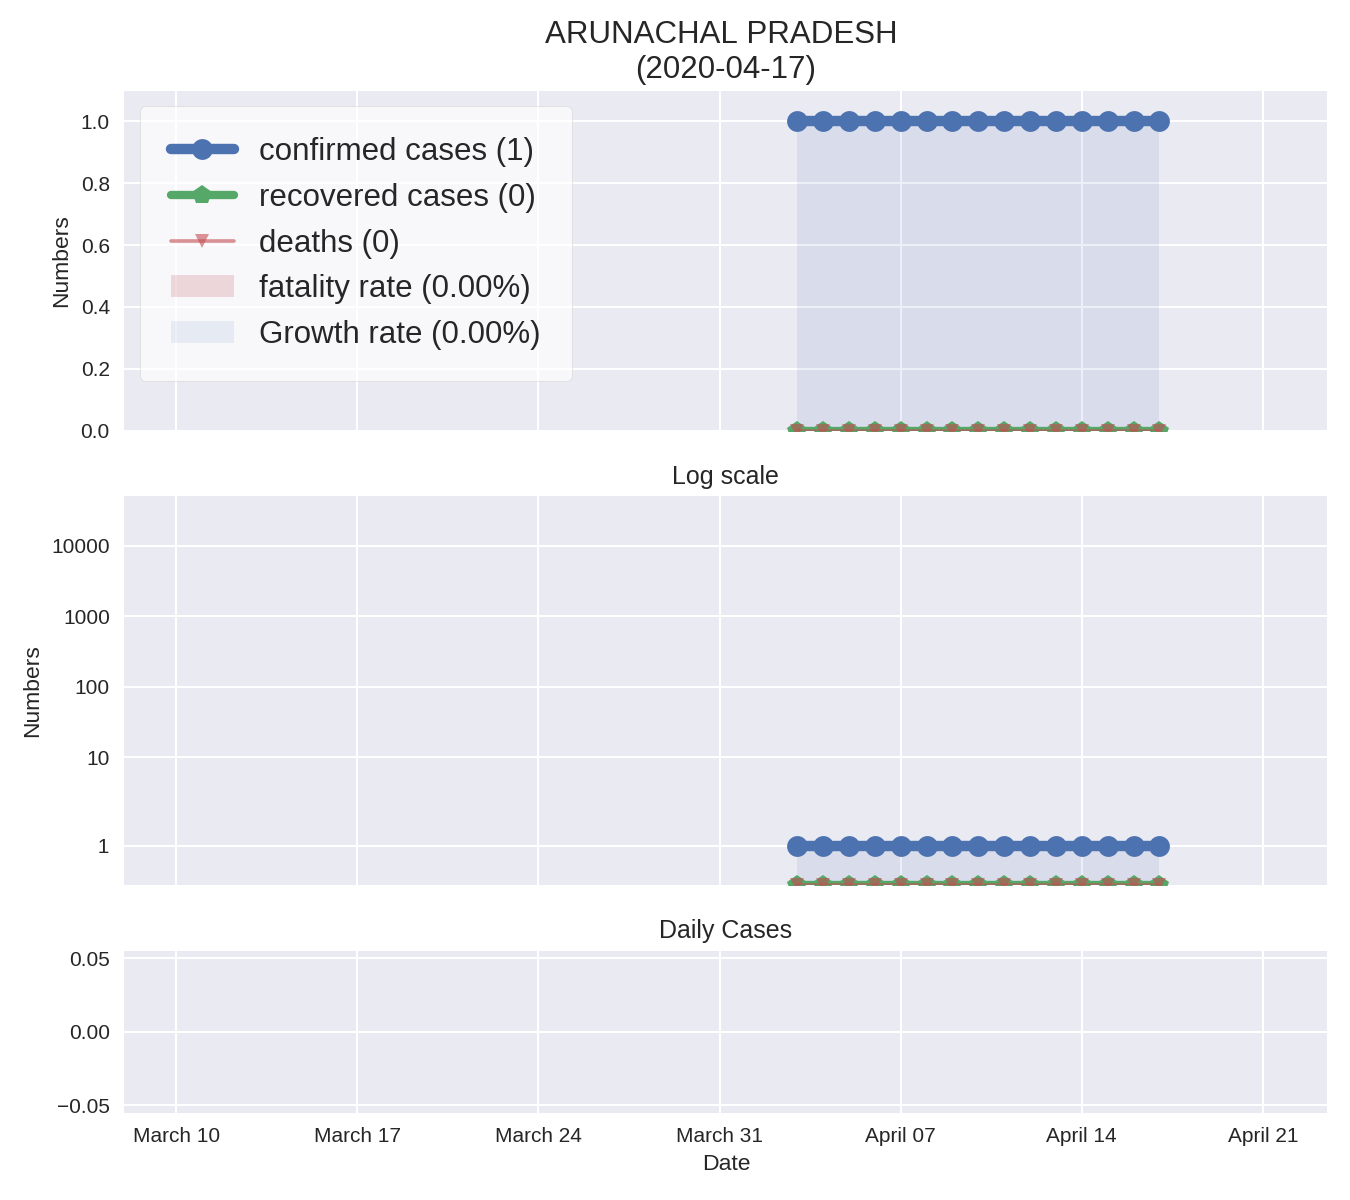 ARUNACHAL PRADESH
(2020-04-17)
1.0
0.8
0.6
0.4
0.2
0.0
Numbers
confirmed cases (1)
recovered cases (0)
deaths (0)
fatality rate (0.00%)
Growth rate (0.00%)
Log scale
10000
1000
100
10
1
Numbers
Daily Cases
0.05
0.00
−0.05
March 10 March 17 March 24 March 31 April 07 April 14 April 21
Date